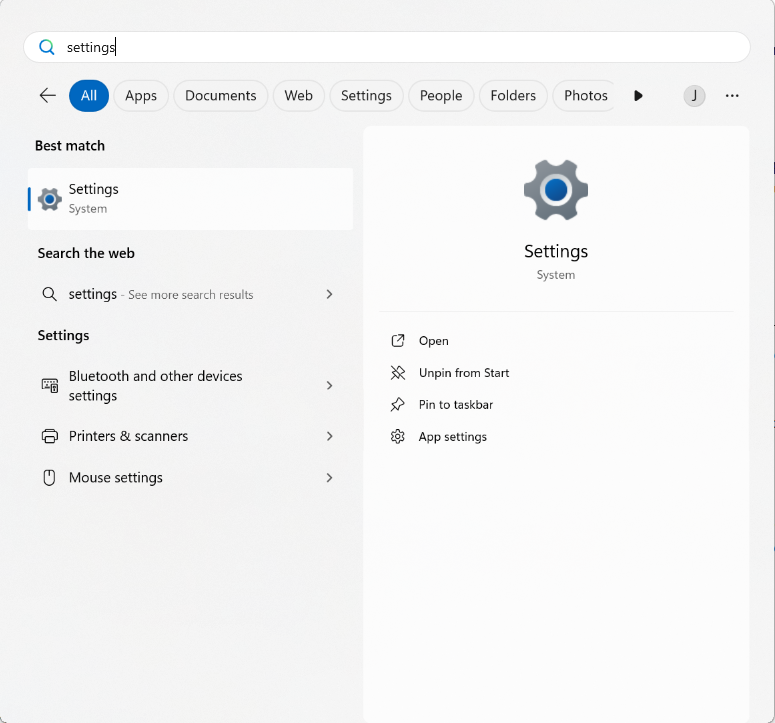 settings
All Apps Documents Web Settings People Folders Photos J
Best match
Settings
System
Search the web
settings - See more search results
Settings
Bluetooth and other devices
settings
Printers & scanners
Mouse settings
Settings
System
Open
Unpin from Start
Pin to taskbar
App settings